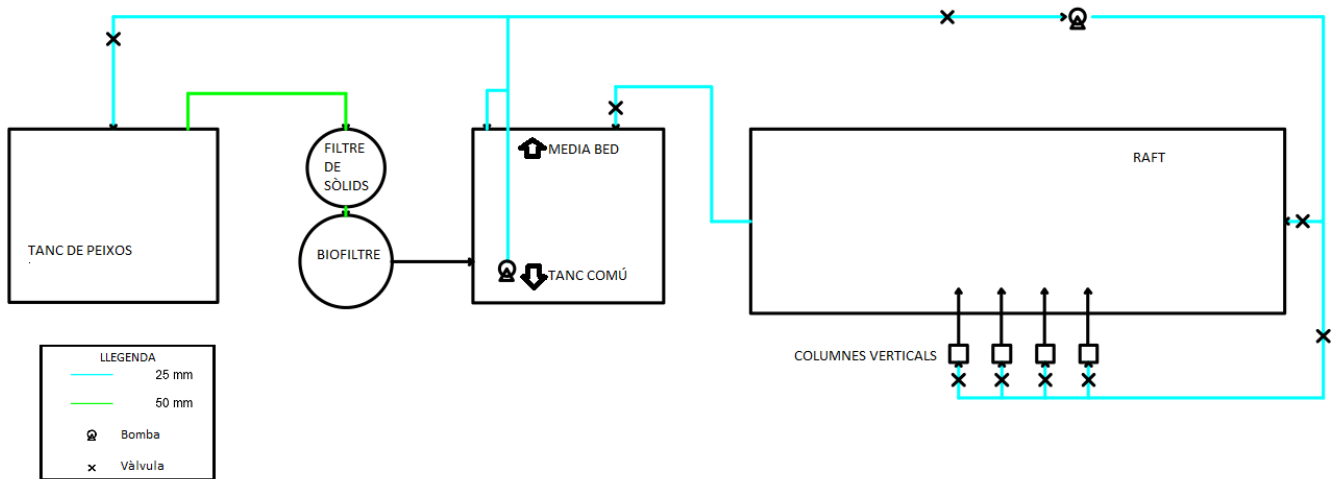 FILTRE
DE
SÒLIDS
MEDIA BED
RAFT
TANC DE PEIXOS
BIOFILTRE
TANC COMÚ
COLUMNES VERTICALS
LLEGENDA
25 mm
50 mm
Bomba
Vàlvula